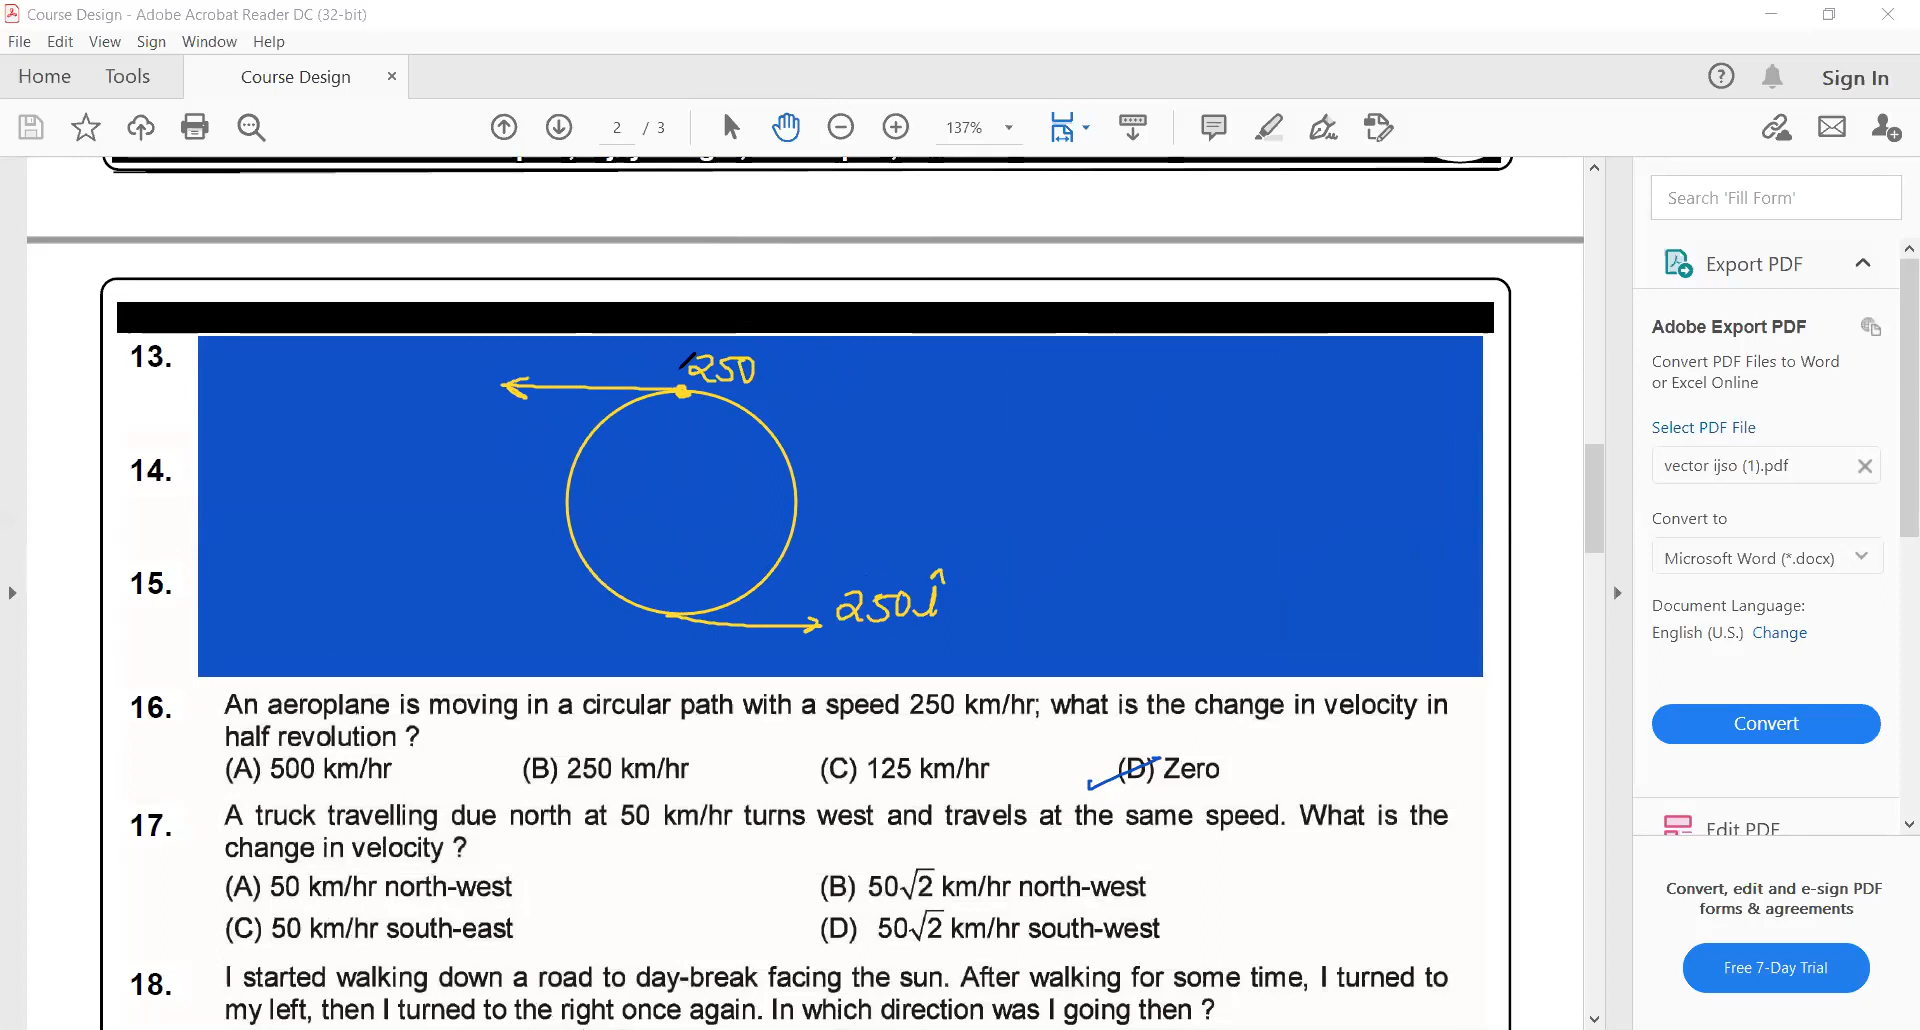 Course Design - Adobe Acrobat Reader DC (32-bit)
File Edit View Sign Window Help
Home Tools Course Design × Sign In
2 / 3 137%
Search 'Fill Form'
Export PDF
Adobe Export PDF
Convert PDF Files to Word
or Excel Online
Select PDF File
vector ijso (1).pdf
Convert to
Microsoft Word (*.docx)
Document Language:
English (U.S.) Change
Convert
Edit PDF
Convert, edit and e-sign PDF
forms & agreements
Free 7-Day Trial
13.
250
14.
15.
250 î
16. An aeroplane is moving in a circular path with a speed 250 km/hr; what is the change in velocity in
half revolution ?
(A) 500 km/hr (B) 250 km/hr (C) 125 km/hr (D) Zero
17. A truck travelling due north at 50 km/hr turns west and travels at the same speed. What is the
change in velocity ?
(A) 50 km/hr north-west (B) 50√2 km/hr north-west
(C) 50 km/hr south-east (D) 50√2 km/hr south-west
18. I started walking down a road to day-break facing the sun. After walking for some time, I turned to
my left, then I turned to the right once again. In which direction was I going then ?